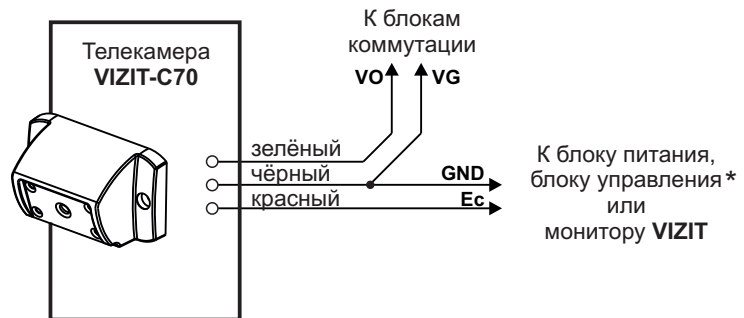 К блокам
коммутации
VO VG
Телекамера
VIZIT-C70
зелёный
чёрный GND
красный Ec
К блоку питания,
блоку управления*
или
монитору VIZIT